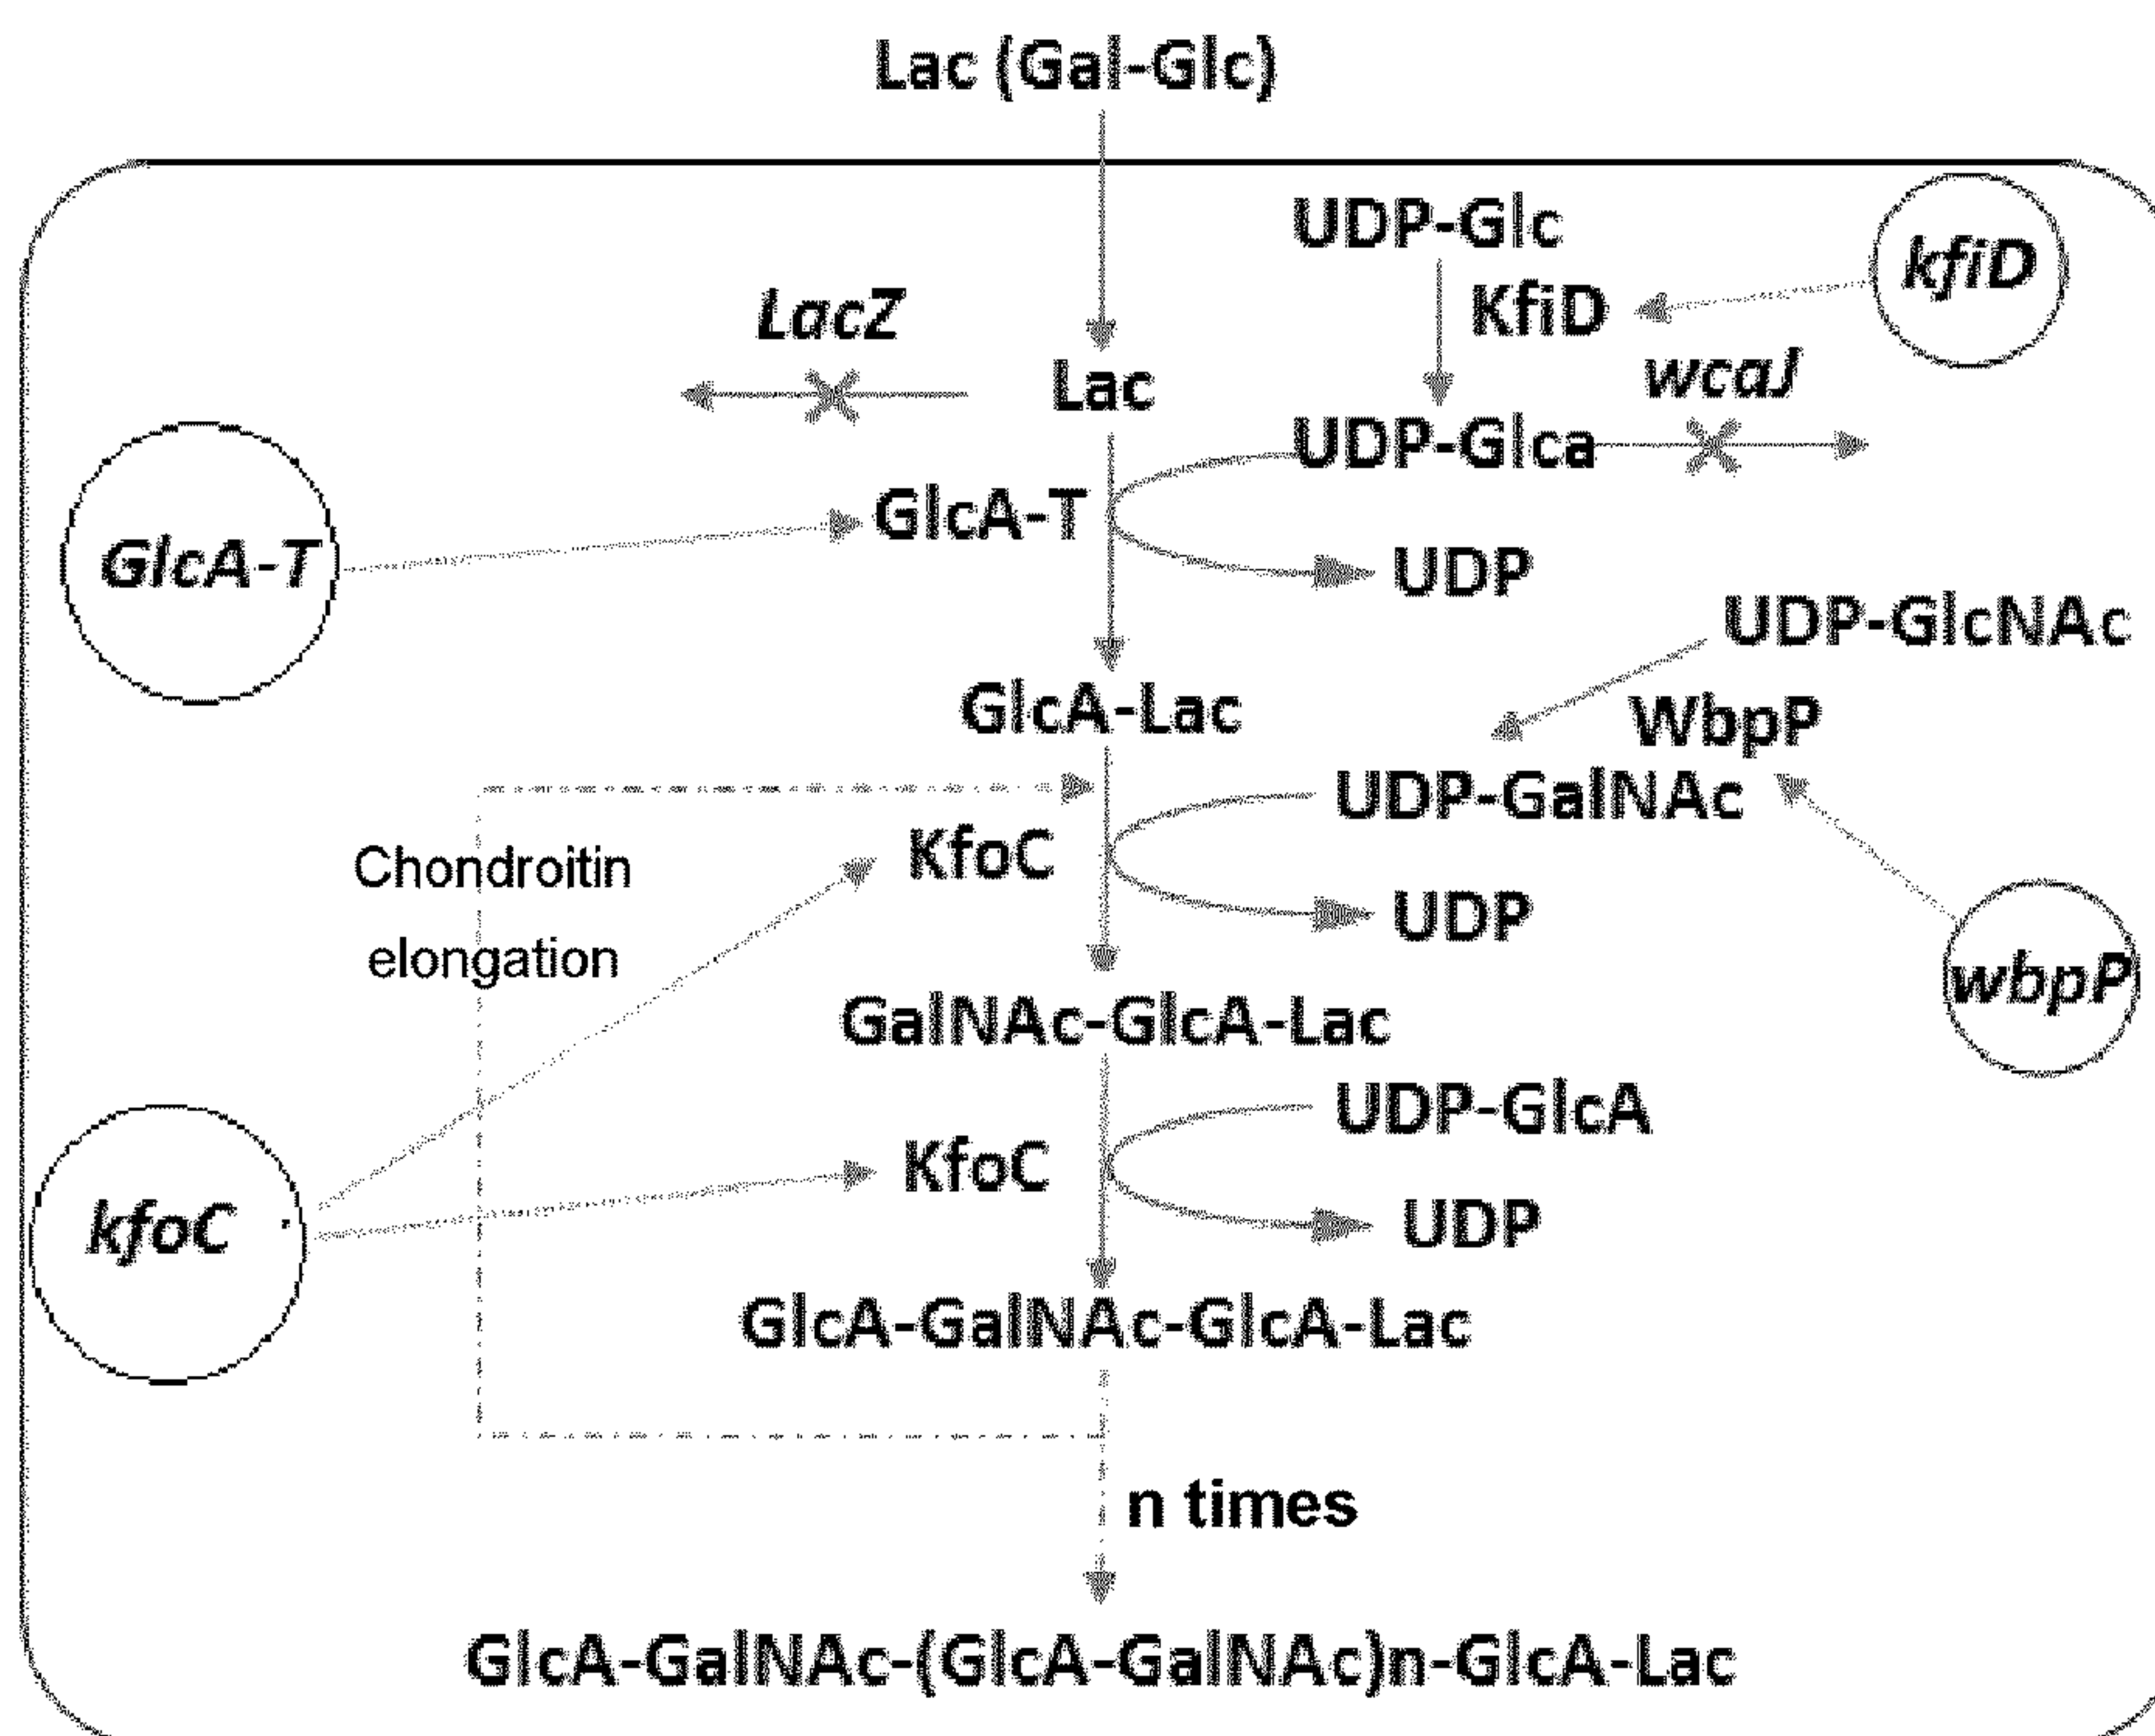 Lac (Gal-Glc)
UDP-Glc
kfiD
LacZ
KfiD
Lac
wcaJ
UDP-Glca
GlcA-T
GlcA-T
UDP
UDP-GlcNAc
GlcA-Lac
WbpP
UDP-GalNAc
Chondroitin
elongation
KfoC
UDP
wbpP
GalNAc-GlcA-Lac
UDP-GlcA
KfoC
kfoC
UDP
GlcA-GalNAc-GlcA-Lac
n times
GlcA-GalNAc-(GlcA-GalNAc)n-GlcA-Lac